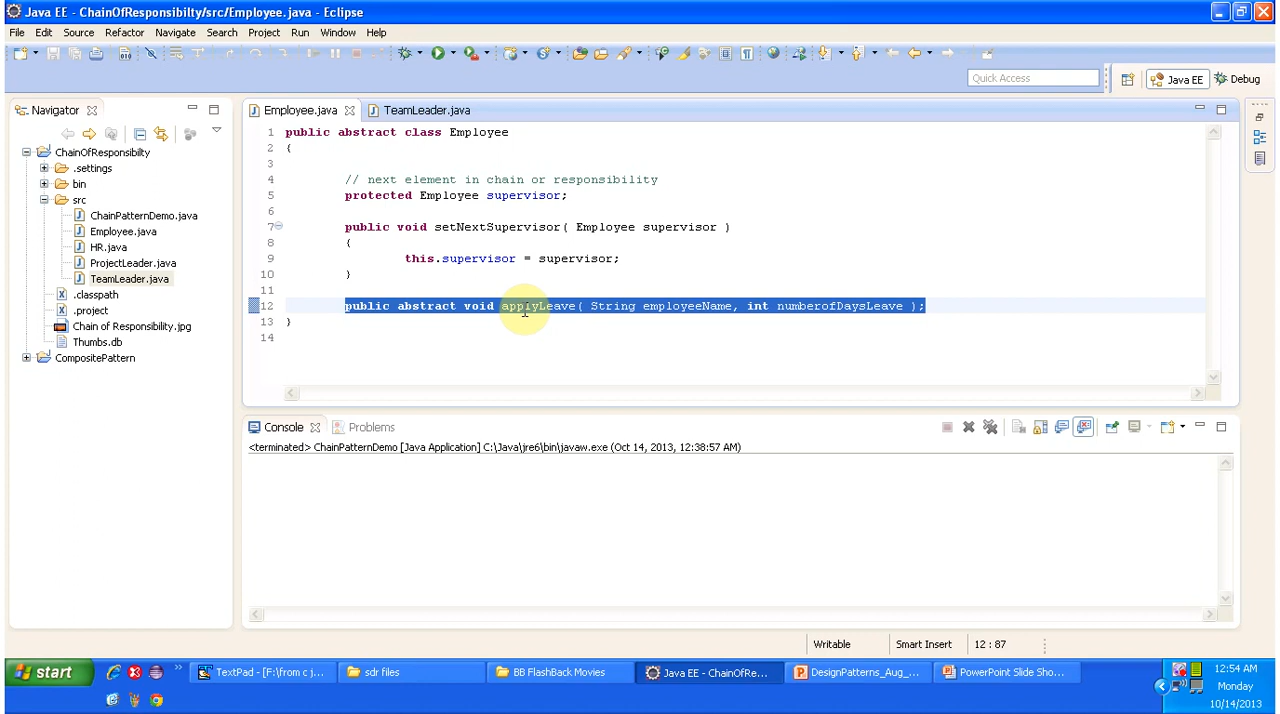 Java EE - ChainOfResponsibilty/src/Employee.java - Eclipse
File Edit Source Refactor Navigate Search Project Run Window Help
Quick Access
Java EE
Debug
Navigator
Employee.java
TeamLeader.java
ChainOfResponsibilty
.settings
bin
src
ChainPatternDemo.java
Employee.java
HR.java
ProjectLeader.java
TeamLeader.java
.classpath
.project
Chain of Responsibility.jpg
Thumbs.db
CompositePattern
1 public abstract class Employee
2 {
3
4 // next element in chain or responsibility
5 protected Employee supervisor;
6
7 public void setNextSupervisor( Employee supervisor )
8 {
9 this.supervisor = supervisor;
10 }
11
12 public abstract void applyLeave( String employeeName, int numberofDaysLeave );
13 }
14
Console
Problems
<terminated> ChainPatternDemo [Java Application] C:\Java\jre6\bin\javaw.exe (Oct 14, 2013, 12:38:57 AM)
Writable
Smart Insert
12 : 87
start
TextPad - [F:\from c j...
sdr files
BB FlashBack Movies
Java EE - ChainOfRe...
DesignPatterns_Aug_...
PowerPoint Slide Sho...
12:54 AM
Monday
10/14/2013